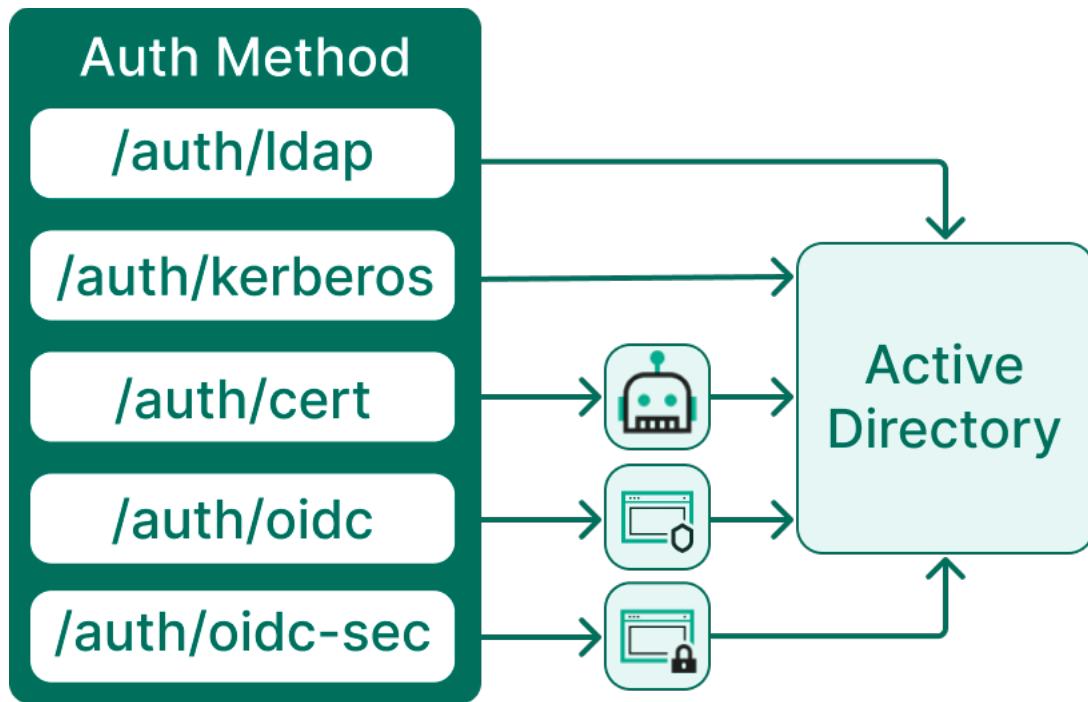 Auth Method
/auth/ldap
/auth/kerberos
/auth/cert
/auth/oidc
/auth/oidc-sec
Active
Directory